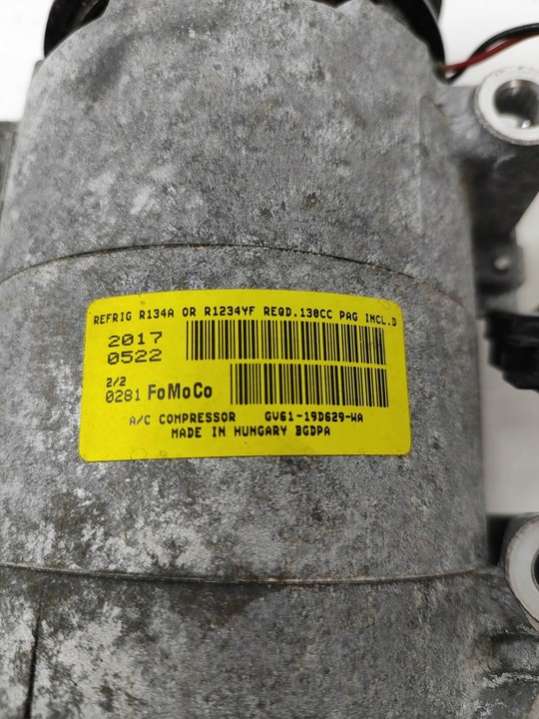 REFRIG R134A OR R1234YF REQD.130CC PAG INCL.D
2017
0522
2/2
0281 FoMoCo
A/C COMPRESSOR GV61-19D629-WA
MADE IN HUNGARY BGDPA